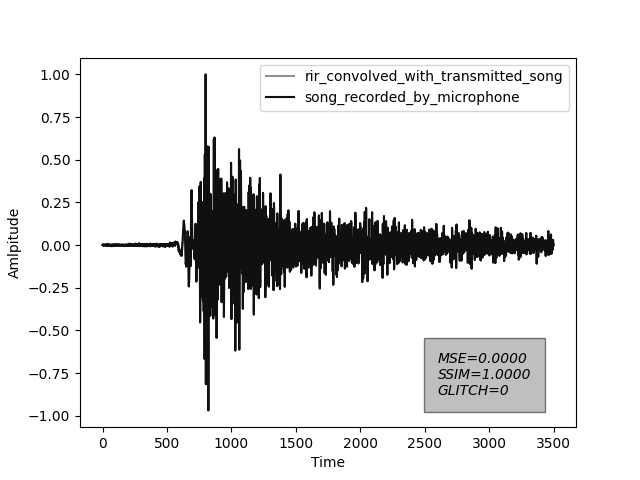 rir_convolved_with_transmitted_song
song_recorded_by_microphone
1.00
0.75
0.50
0.25
0.00
−0.25
−0.50
−0.75
−1.00
Amlpitude
MSE=0.0000
SSIM=1.0000
GLITCH=0
0 500 1000 1500 2000 2500 3000 3500
Time